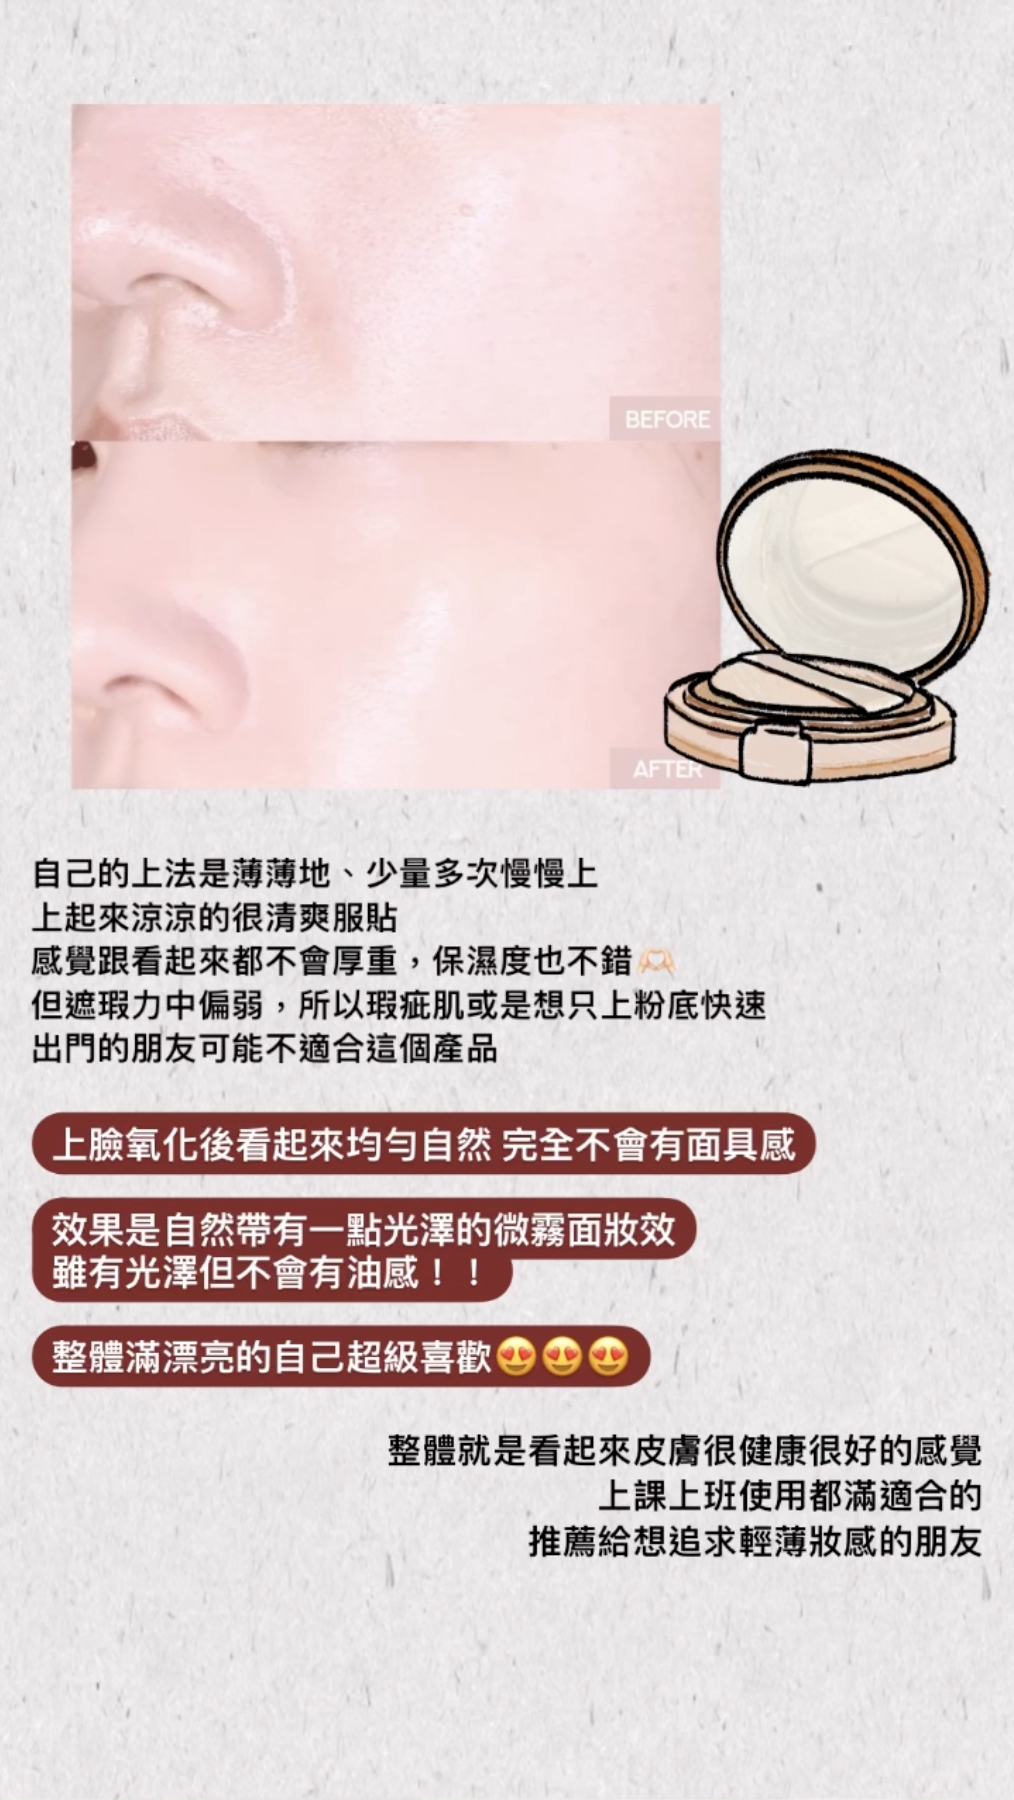 BEFORE
AFTER
自己的上法是薄薄地、少量多次慢慢上
上起來涼涼的很清爽服貼
感覺跟看起來都不會厚重，保濕度也不錯🫶🏻
但遮瑕力中偏弱，所以瑕疵肌或是想只上粉底快速
出門的朋友可能不適合這個產品
上臉氧化後看起來均勻自然 完全不會有面具感
效果是自然帶有一點光澤的微霧面妝效
雖有光澤但不會有油感！！
整體滿漂亮的自己超級喜歡😍😍😍
整體就是看起來皮膚很健康很好的感覺
上課上班使用都滿適合的
推薦給想追求輕薄妝感的朋友